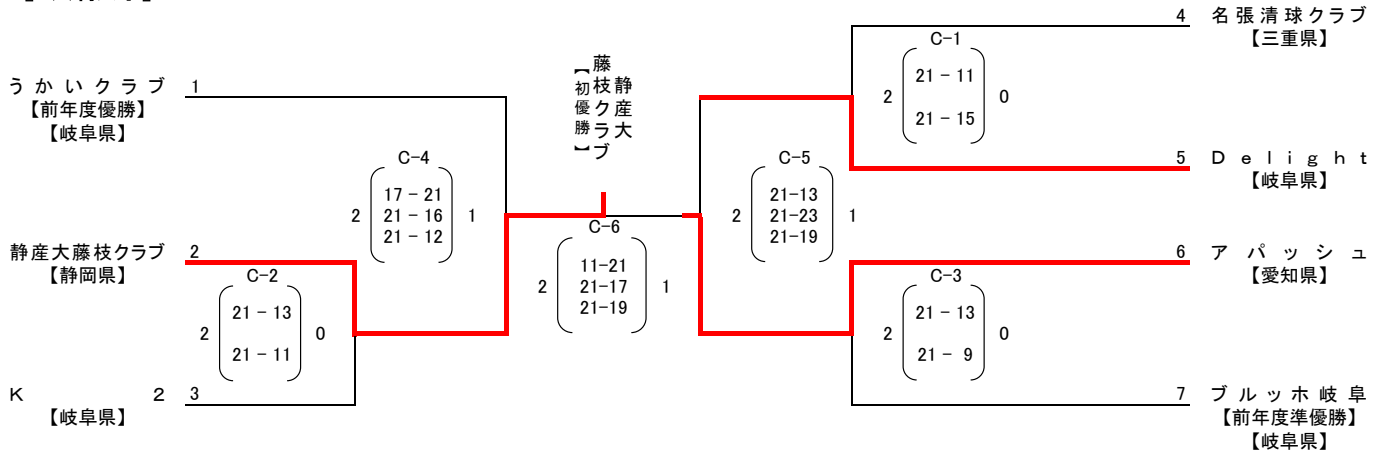 うかいクラブ 1
【前年度優勝】
【岐阜県】
静産大藤枝クラブ 2
【静岡県】
K 2 3
【岐阜県】
C-2
2 21 - 13 0
21 - 11
C-4
17 - 21
2 21 - 16 1
21 - 12
静産大
藤枝クラブ
【初優勝】
C-6
11-21
2 21-17 1
21-19
C-5
21-13
2 21-23 1
21-19
C-1
21 - 11
2 0
21 - 15
C-3
21 - 13
2 0
21 - 9
4 名張清球クラブ
【三重県】
5 Delight
【岐阜県】
6 アパッシュ
【愛知県】
7 ブルッホ岐阜
【前年度準優勝】
【岐阜県】